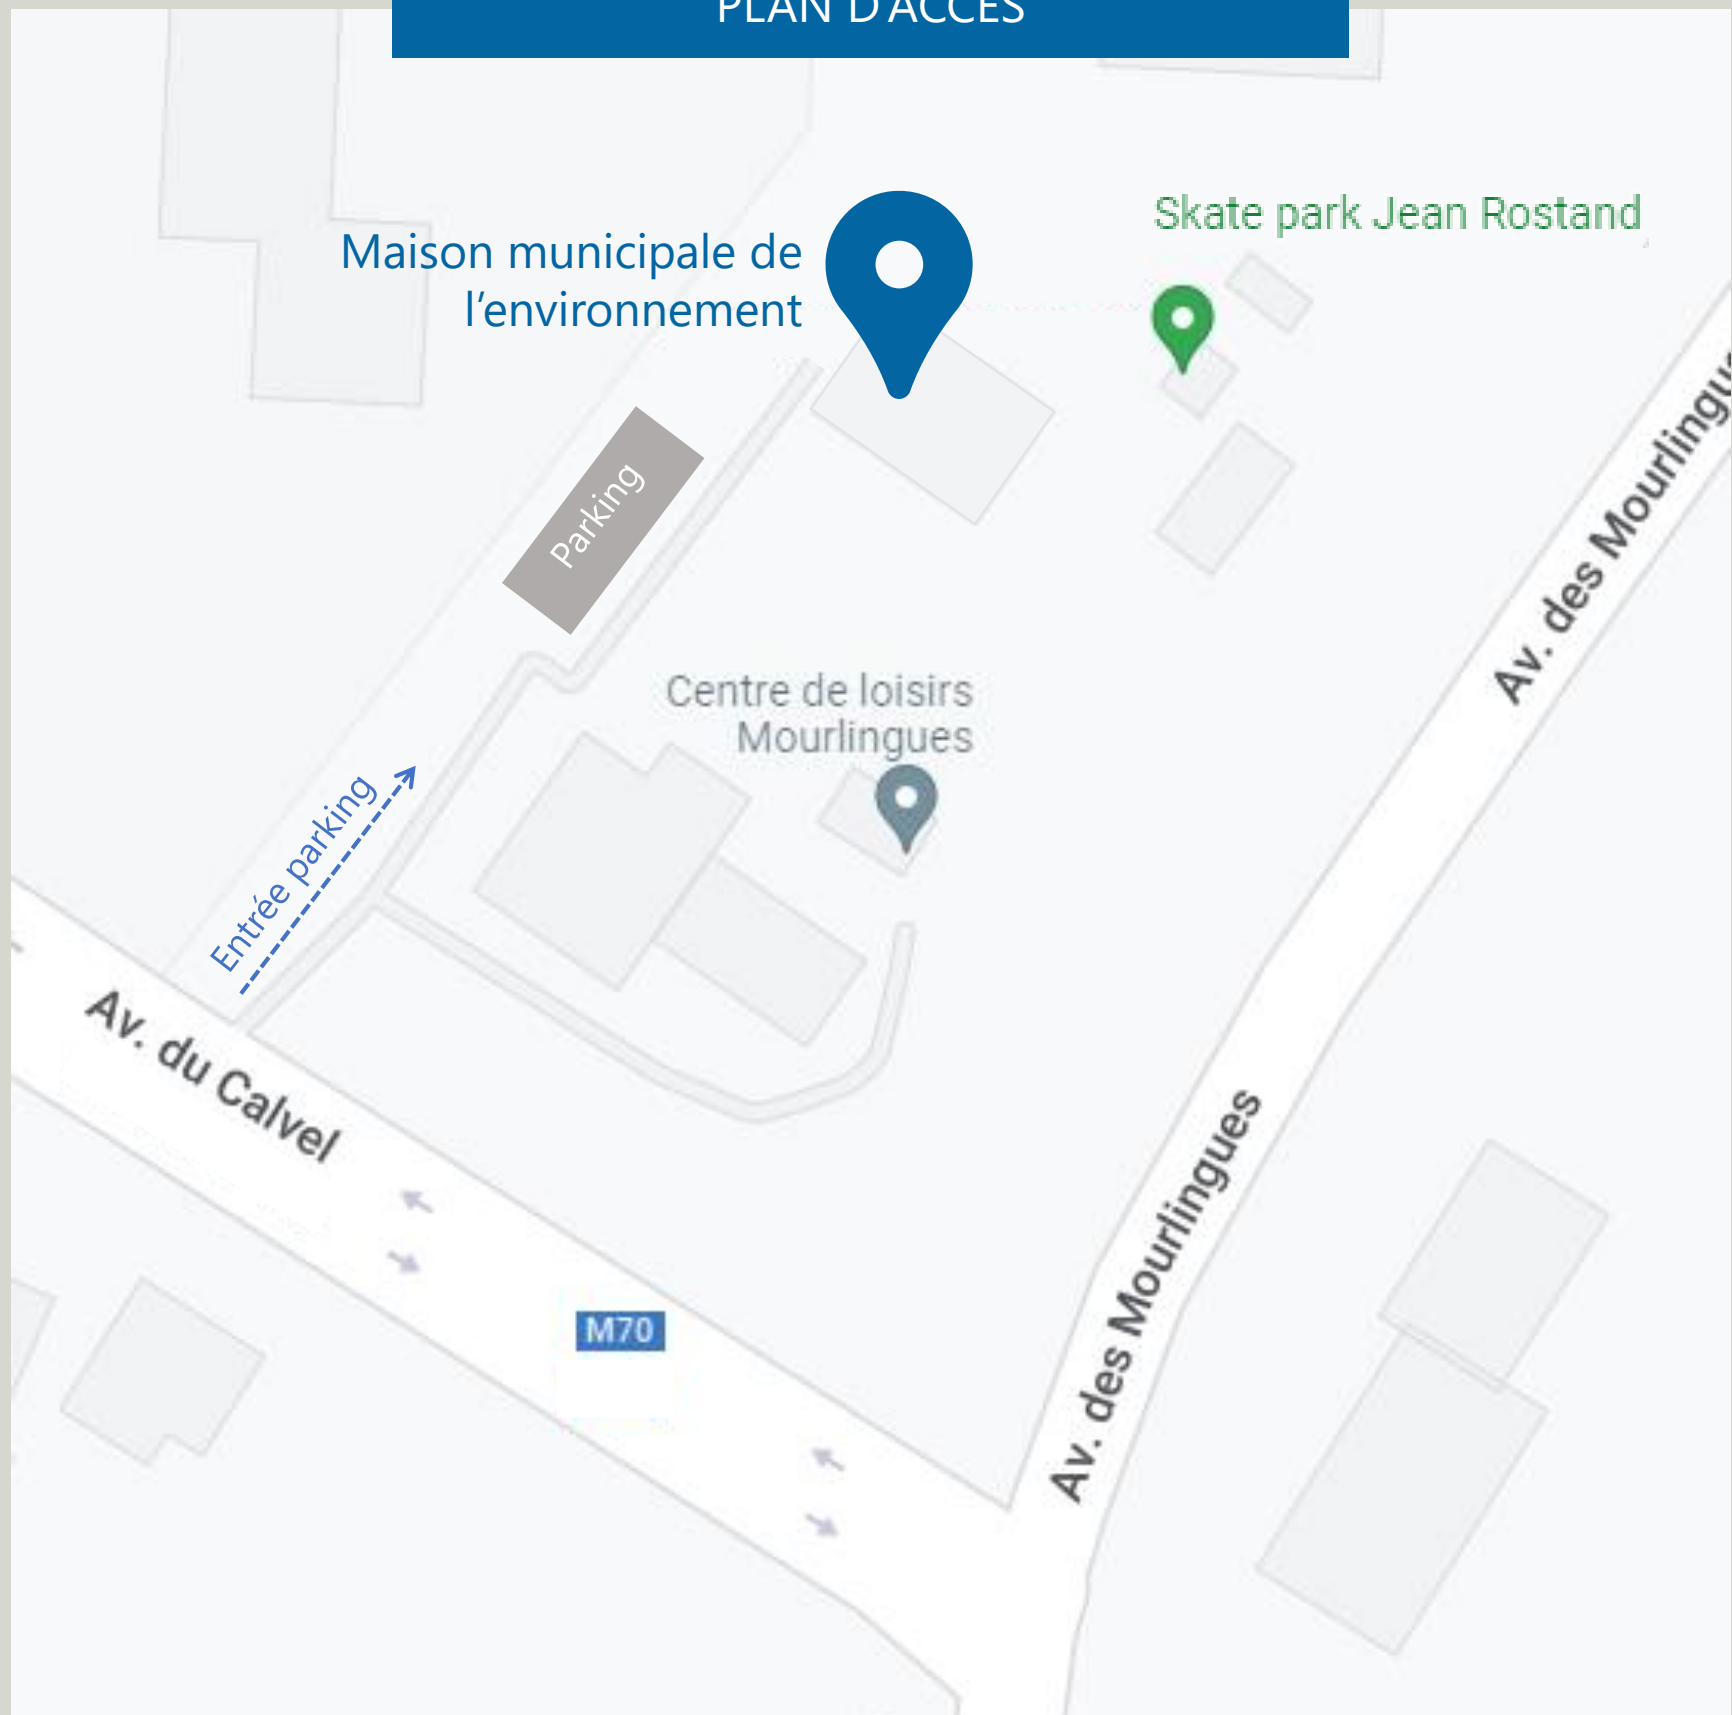 PLAN D'ACCÈS
Skate park Jean Rostand
Maison municipale de
l'environnement
Parking
Av. des Mourlingu
Centre de loisirs
Mourlingues
Entrée parking
Av. du Calvel
Av. des Mourlingues
M70